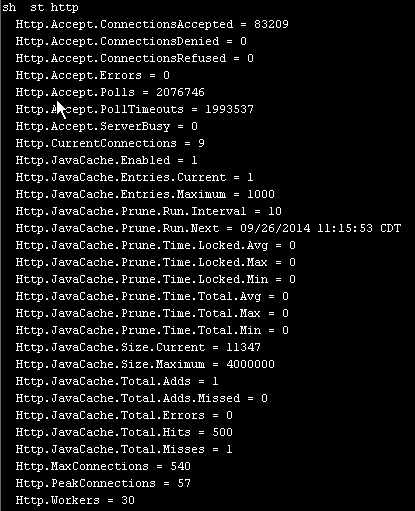 sh  st http
Http.Accept.ConnectionsAccepted = 83209
Http.Accept.ConnectionsDenied = 0
Http.Accept.ConnectionsRefused = 0
Http.Accept.Errors = 0
Http.Accept.Polls = 2076746
Http.Accept.PollTimeouts = 1993537
Http.Accept.ServerBusy = 0
Http.CurrentConnections = 9
Http.JavaCache.Enabled = 1
Http.JavaCache.Entries.Current = 1
Http.JavaCache.Entries.Maximum = 1000
Http.JavaCache.Prune.Run.Interval = 10
Http.JavaCache.Prune.Run.Next = 09/26/2014 11:15:53 CDT
Http.JavaCache.Prune.Time.Locked.Avg = 0
Http.JavaCache.Prune.Time.Locked.Max = 0
Http.JavaCache.Prune.Time.Locked.Min = 0
Http.JavaCache.Prune.Time.Total.Avg = 0
Http.JavaCache.Prune.Time.Total.Max = 0
Http.JavaCache.Prune.Time.Total.Min = 0
Http.JavaCache.Size.Current = 11347
Http.JavaCache.Size.Maximum = 4000000
Http.JavaCache.Total.Adds = 1
Http.JavaCache.Total.Adds.Missed = 0
Http.JavaCache.Total.Errors = 0
Http.JavaCache.Total.Hits = 500
Http.JavaCache.Total.Misses = 1
Http.MaxConnections = 540
Http.PeakConnections = 57
Http.Workers = 30